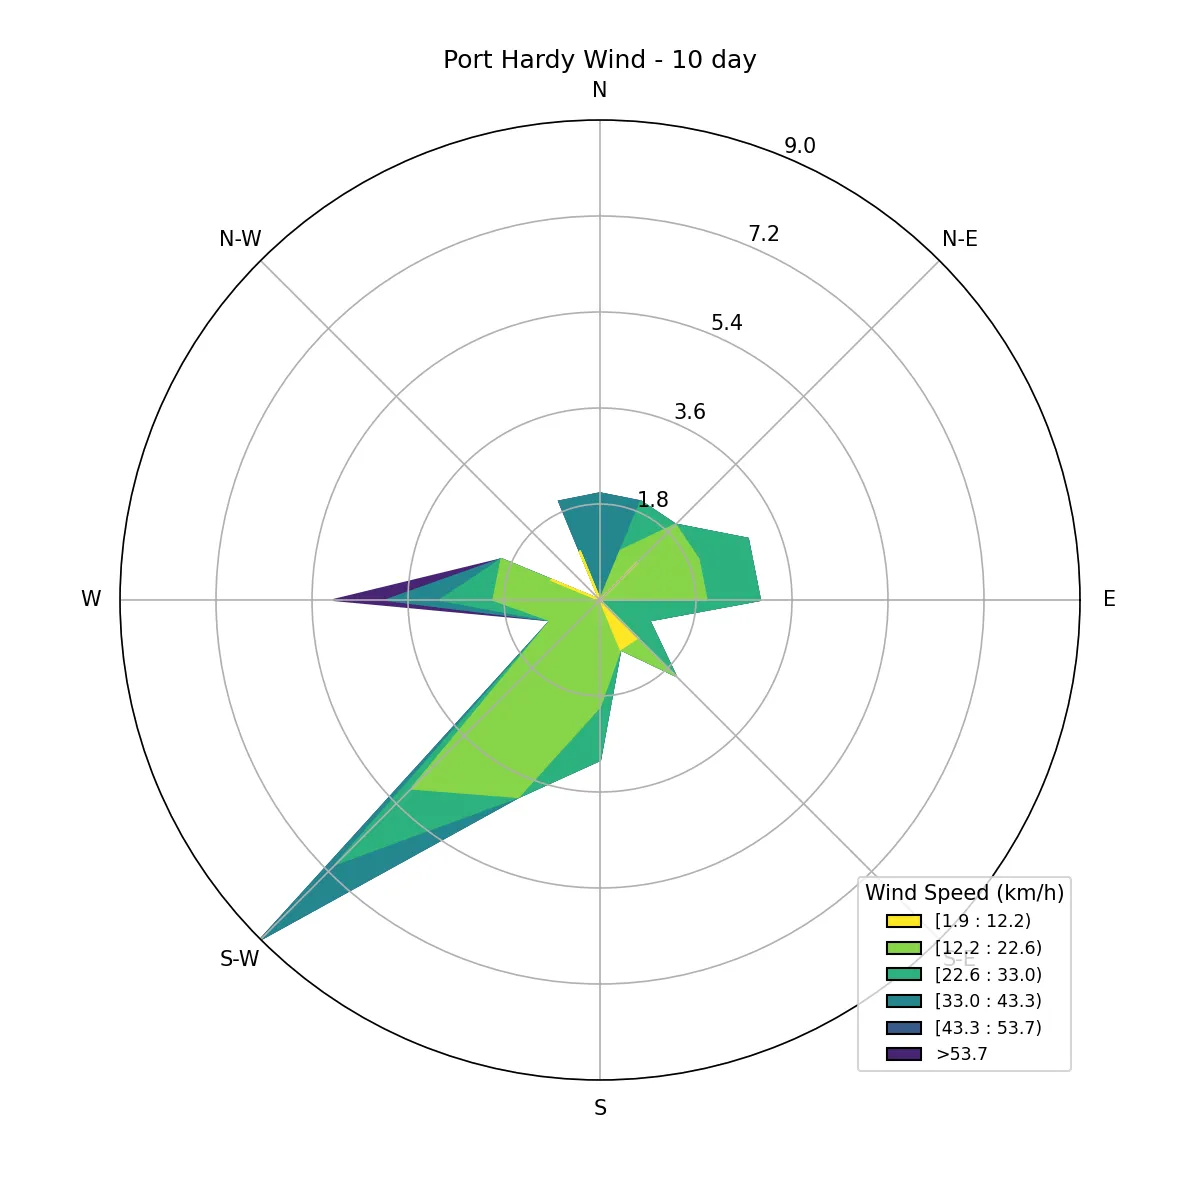 Port Hardy Wind - 10 day
N
9.0
N-W
7.2
N-E
5.4
3.6
1.8
W
E
Wind Speed (km/h)
[1.9 : 12.2)
[12.2 : 22.6)
S-W
S-E
[22.6 : 33.0)
[33.0 : 43.3)
[43.3 : 53.7)
>53.7
S